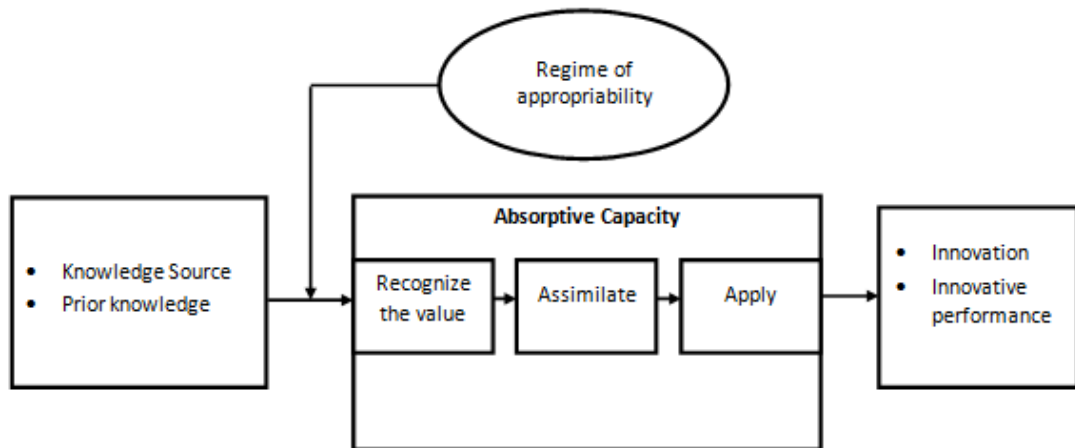 Regime of
appropriability
Absorptive Capacity
• Knowledge Source
• Prior knowledge
Recognize
the value
Assimilate
Apply
• Innovation
• Innovative
performance